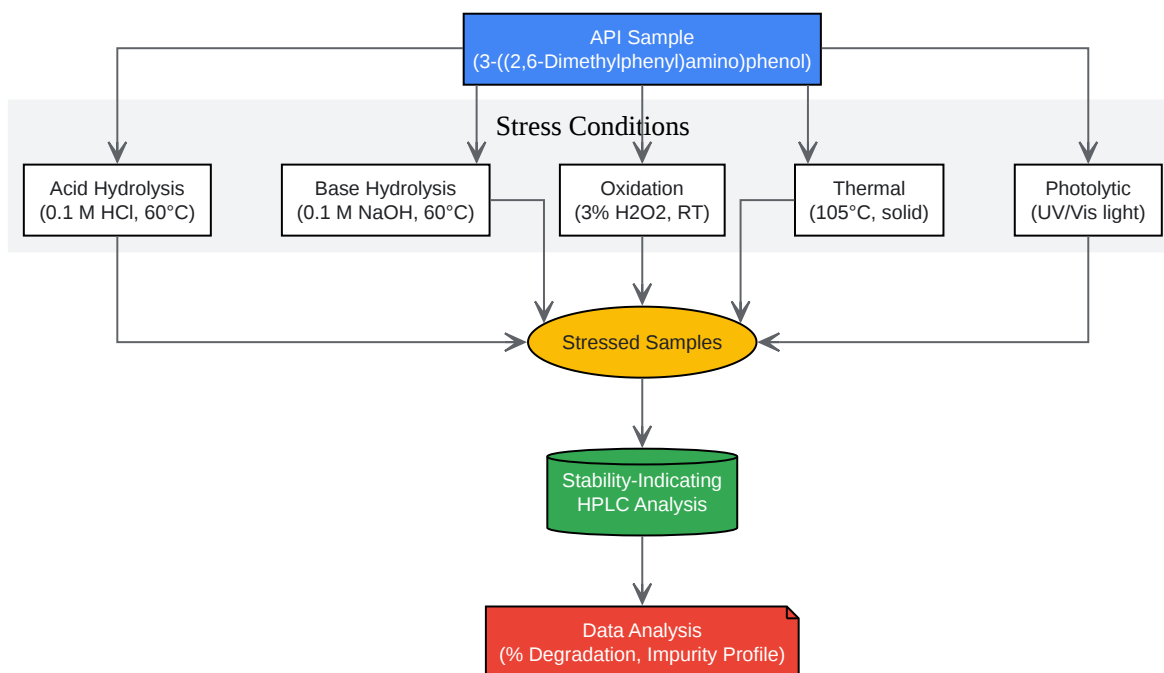 API Sample
(3-((2,6-Dimethylphenyl)amino)phenol)
Stress Conditions
Acid Hydrolysis
(0.1 M HCl, 60°C)
Base Hydrolysis
(0.1 M NaOH, 60°C)
Oxidation
(3% H2O2, RT)
Thermal
(105°C, solid)
Photolytic
(UV/Vis light)
Stressed Samples
Stability-Indicating
HPLC Analysis
Data Analysis
(% Degradation, Impurity Profile)